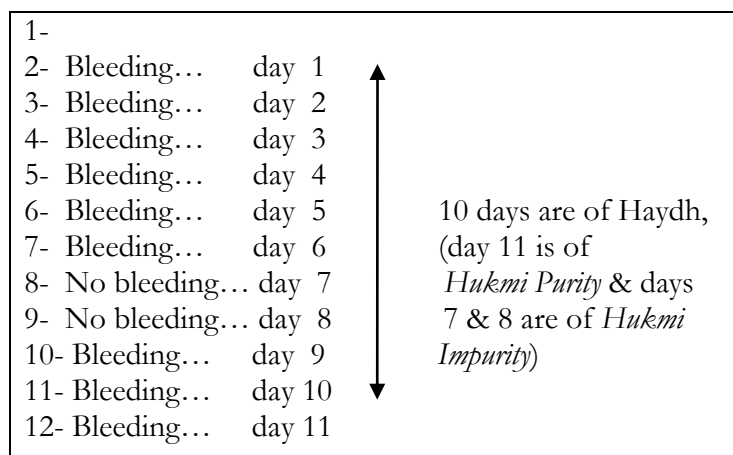 1-
2- Bleeding… day 1
3- Bleeding… day 2
4- Bleeding… day 3
5- Bleeding… day 4
6- Bleeding… day 5
7- Bleeding… day 6
8- No bleeding… day 7
9- No bleeding… day 8
10- Bleeding… day 9
11- Bleeding… day 10
12- Bleeding… day 11
10 days are of Haydh,
(day 11 is of
Hukmi Purity & days
7 & 8 are of Hukmi
Impurity)